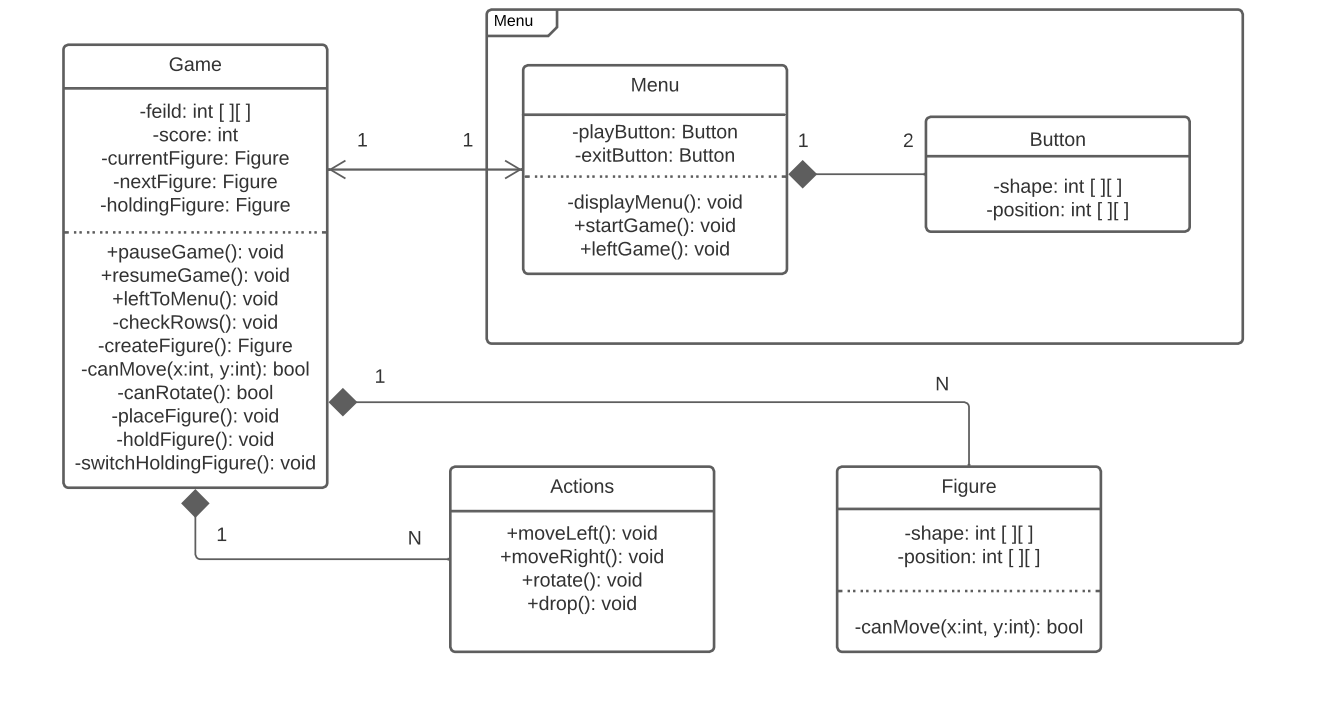 Game
-feild: int [ ][ ]
-score: int
-currentFigure: Figure
-nextFigure: Figure
-holdingFigure: Figure
+pauseGame(): void
+resumeGame(): void
+leftToMenu(): void
-checkRows(): void
-createFigure(): Figure
-canMove(x:int, y:int): bool
-canRotate(): bool
-placeFigure(): void
-holdFigure(): void
-switchHoldingFigure(): void
1
1
Menu
Menu
-playButton: Button
-exitButton: Button
-displayMenu(): void
+startGame(): void
+leftGame(): void
1
2
Button
-shape: int [ ][ ]
-position: int [ ][ ]
1
N
1
N
Actions
+moveLeft(): void
+moveRight(): void
+rotate(): void
+drop(): void
Figure
-shape: int [ ][ ]
-position: int [ ][ ]
-canMove(x:int, y:int): bool